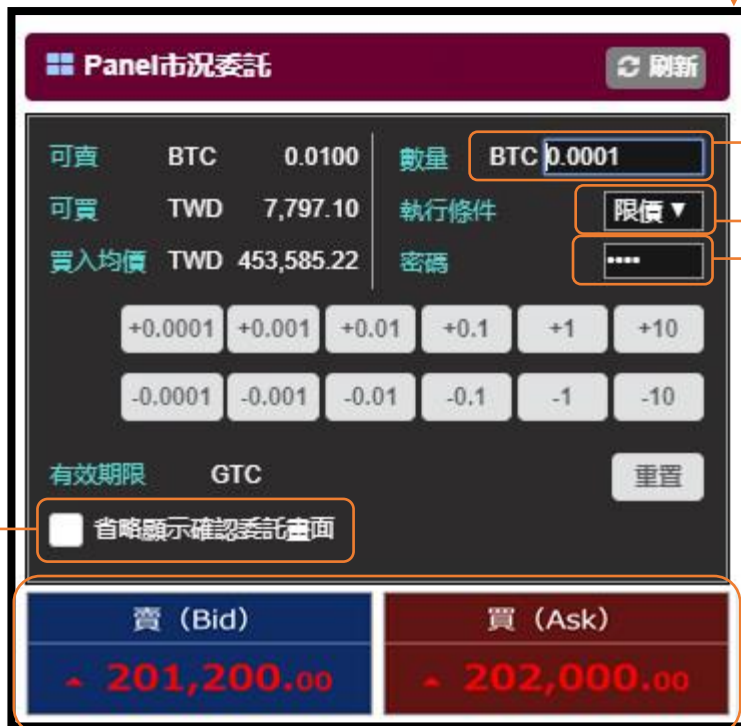 Panel市況委託 刷新
可賣 BTC 0.0100 數量 BTC 0.0001
可買 TWD 7,797.10 執行條件 限價▼
買入均價 TWD 453,585.22 密碼 ••••
+0.0001 +0.001 +0.01 +0.1 +1 +10
-0.0001 -0.001 -0.01 -0.1 -1 -10
有效期限 GTC 重置
省略顯示確認委託畫面
賣（Bid） 買（Ask）
201,200.00 202,000.00